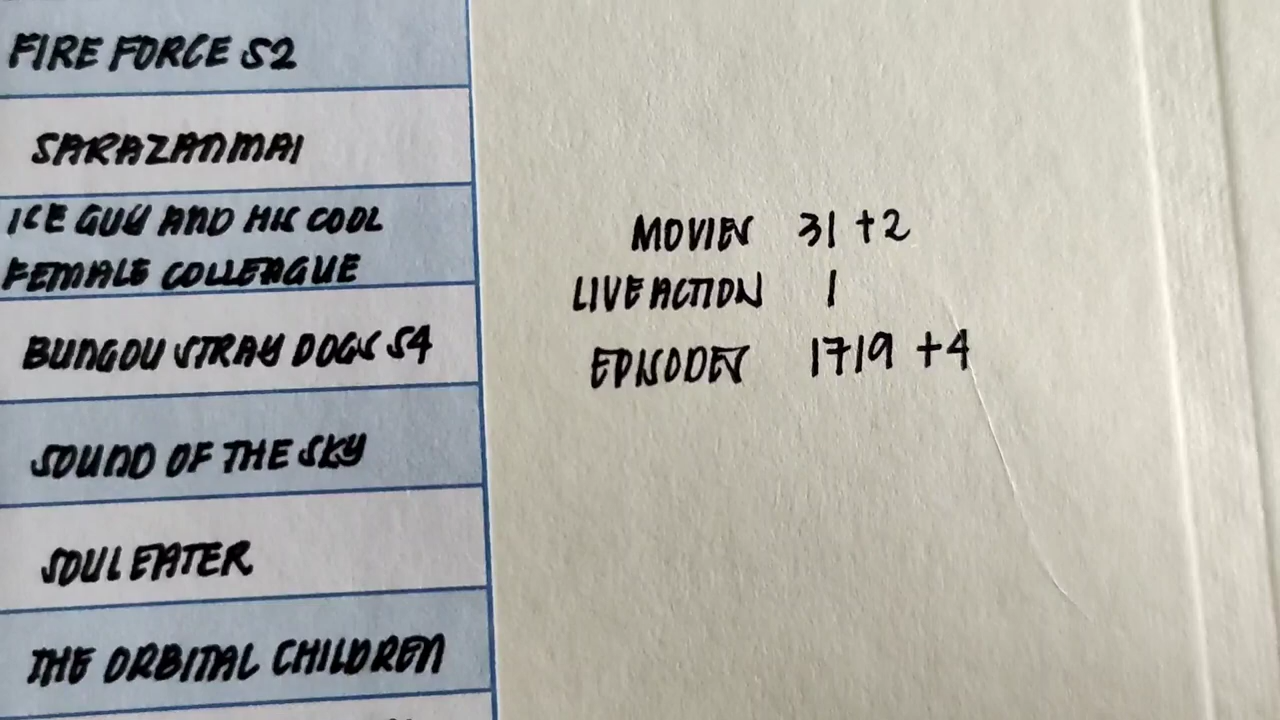 FIRE FORCE S2
SARAZANMAI
ICE GUY AND HIS COOL
FEMALE COLLEAGUE
BUNGOU STRAY DOGS S4
SOUND OF THE SKY
SOUL EATER
THE ORBITAL CHILDREN
MOVIES 31 +2
LIVE ACTION 1
EPISODES 1719 +4